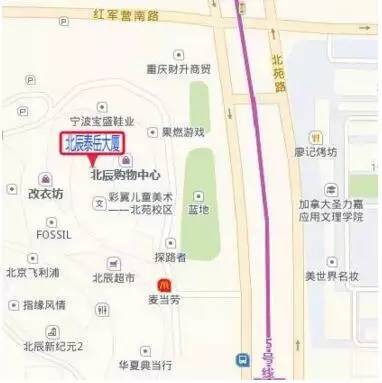 红军营南路
重庆财升商贸
北苑路
宁波宝盛鞋业
果燃游戏
北辰泰岳大厦
廖记烤坊
北辰购物中心
改衣坊
彩翼儿童美术
——北苑校区
蓝地
加拿大圣力嘉
应用文理学院
FOSSIL
探路者
北京飞利浦
北辰超市
美世界名妆
麦当劳
指缘风情
北辰新纪元2
5号线
华夏典当行